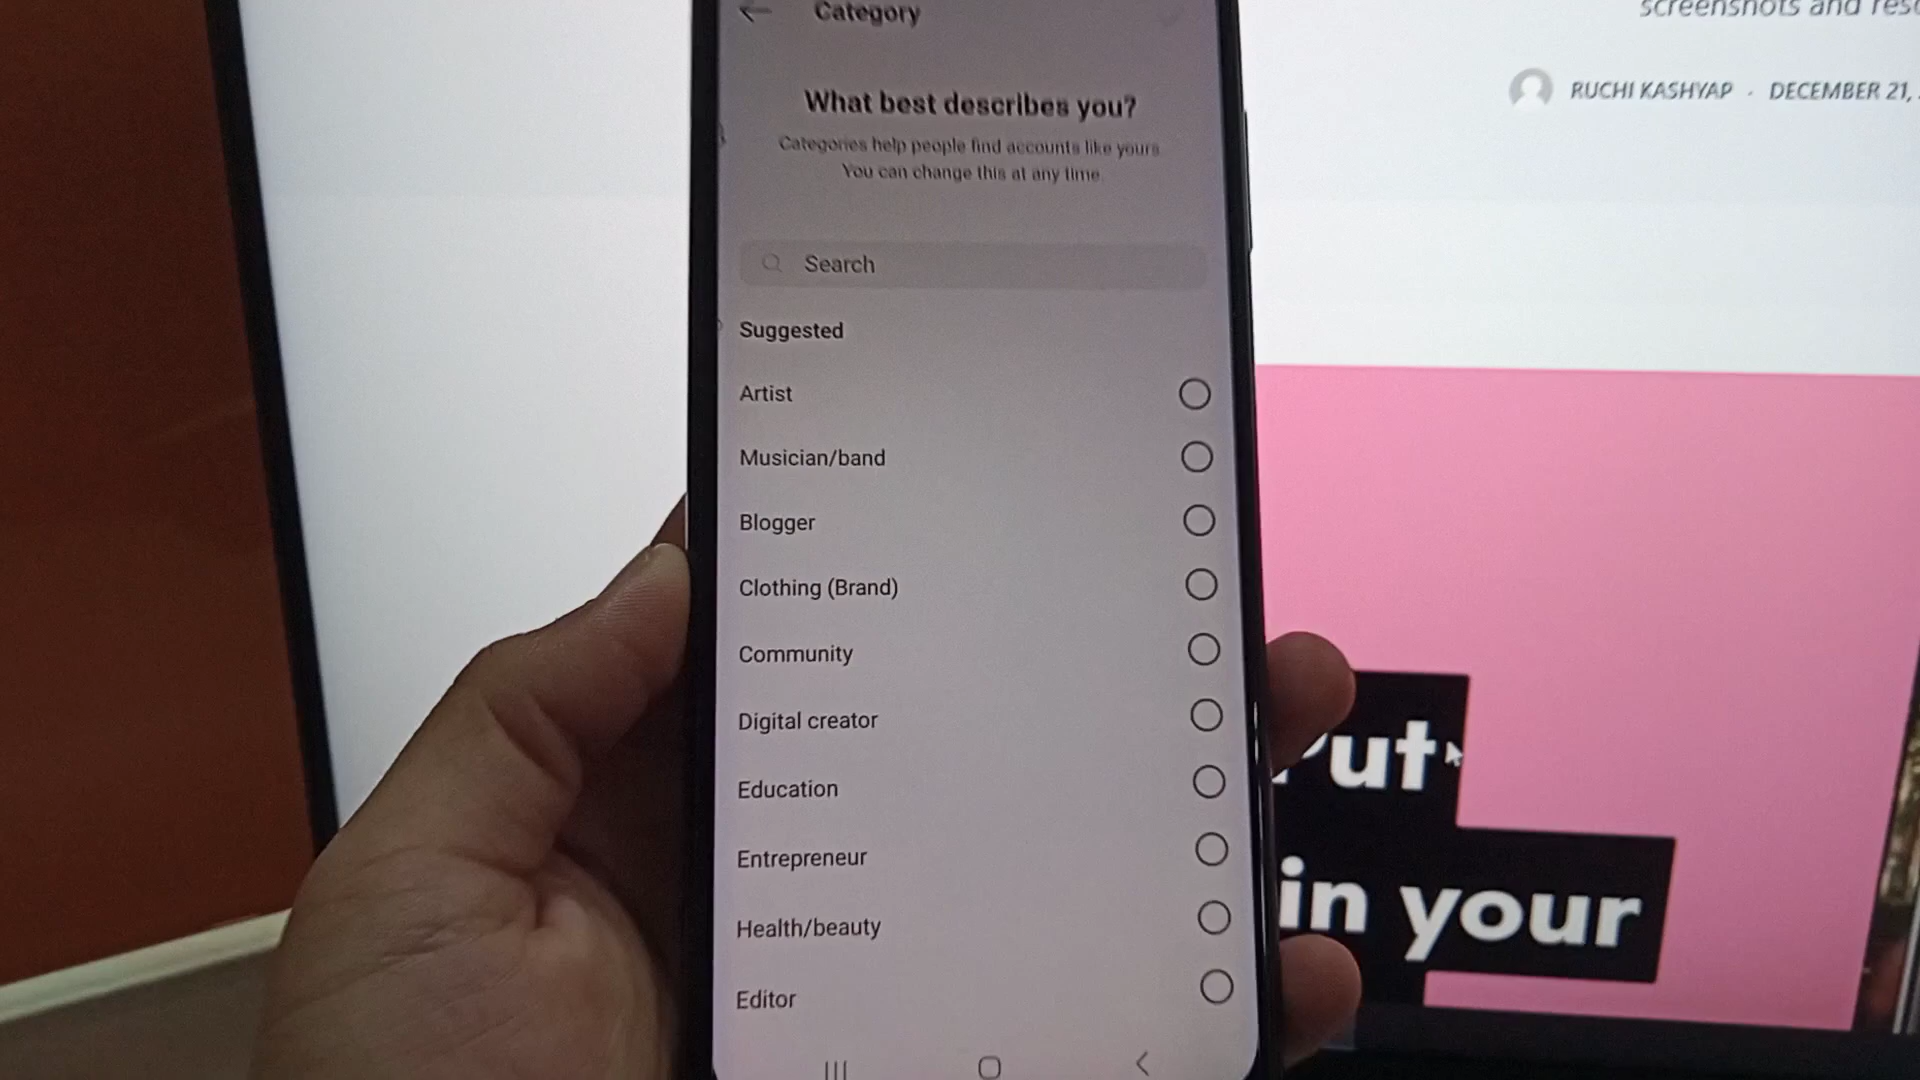 Category
What best describes you?
Categories help people find accounts like yours.
You can change this at any time.
Search
Suggested
Artist
Musician/band
Blogger
Clothing (Brand)
Community
Digital creator
Education
Entrepreneur
Health/beauty
Editor
screenshots and
RUCHI KASHYAP - DECEMBER 21,
in your